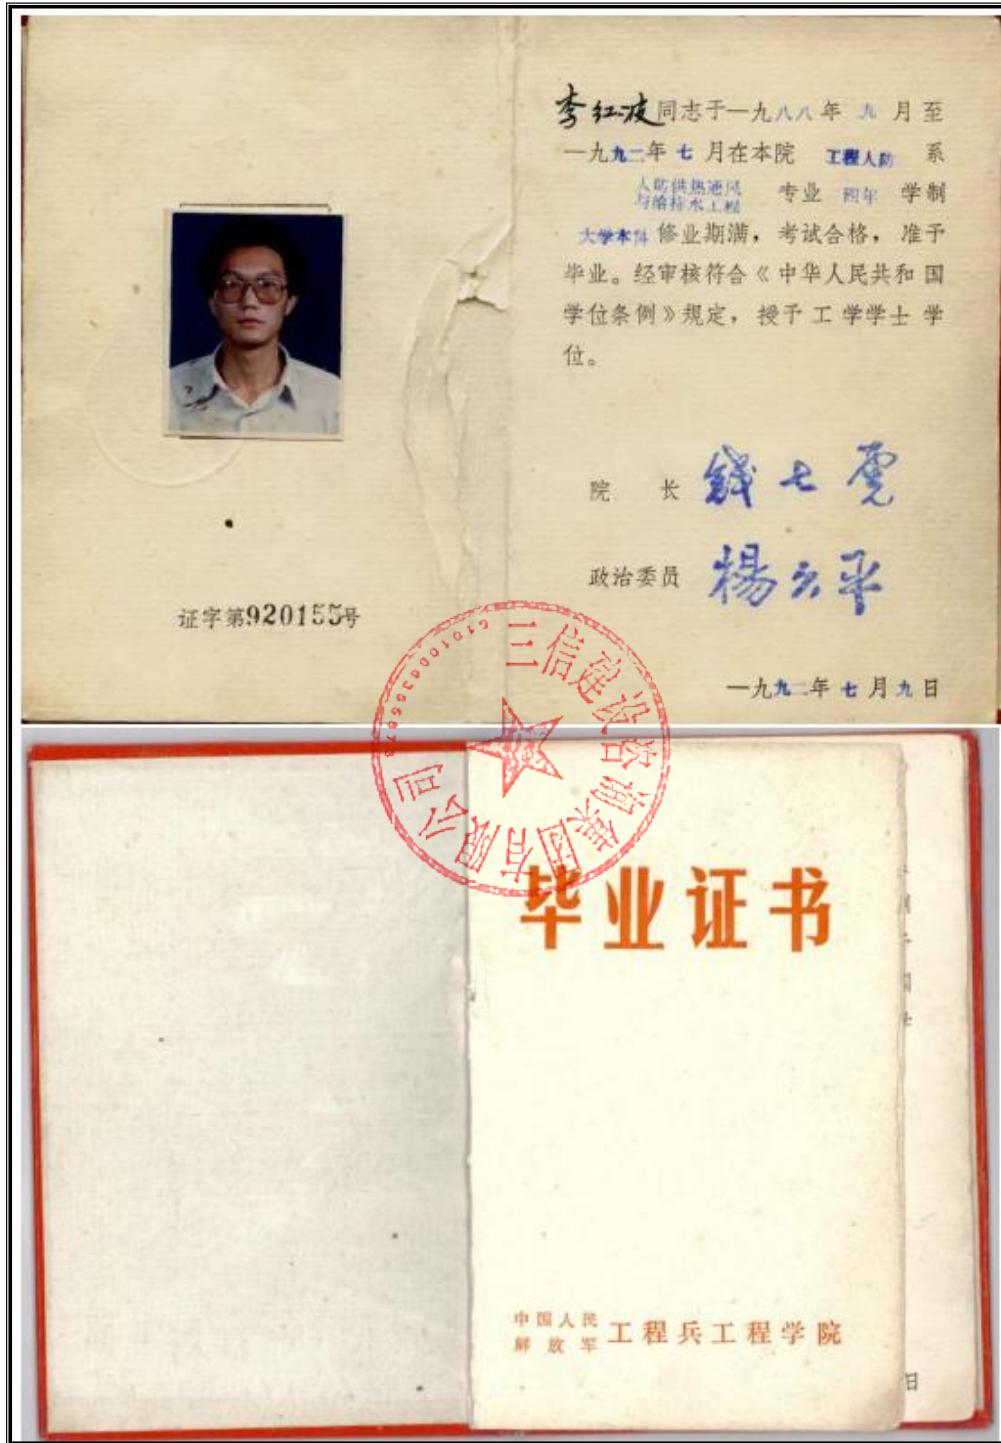 李红波同志于一九八八年 九 月至
一九九二年七月在本院 工程人防 系
人防供热通风
与给排水工程 专业 四年 学制
大学本科 修业期满，考试合格，准予
毕业。经审核符合《中华人民共和国
学位条例》规定，授予工学学士学
位。
院 长 钱七虎
政治委员
证字第920155号
一九九二年七月九日
三信建设咨询集团有限公司
毕业证书
中国人民
解放军 工程兵工程学院
日